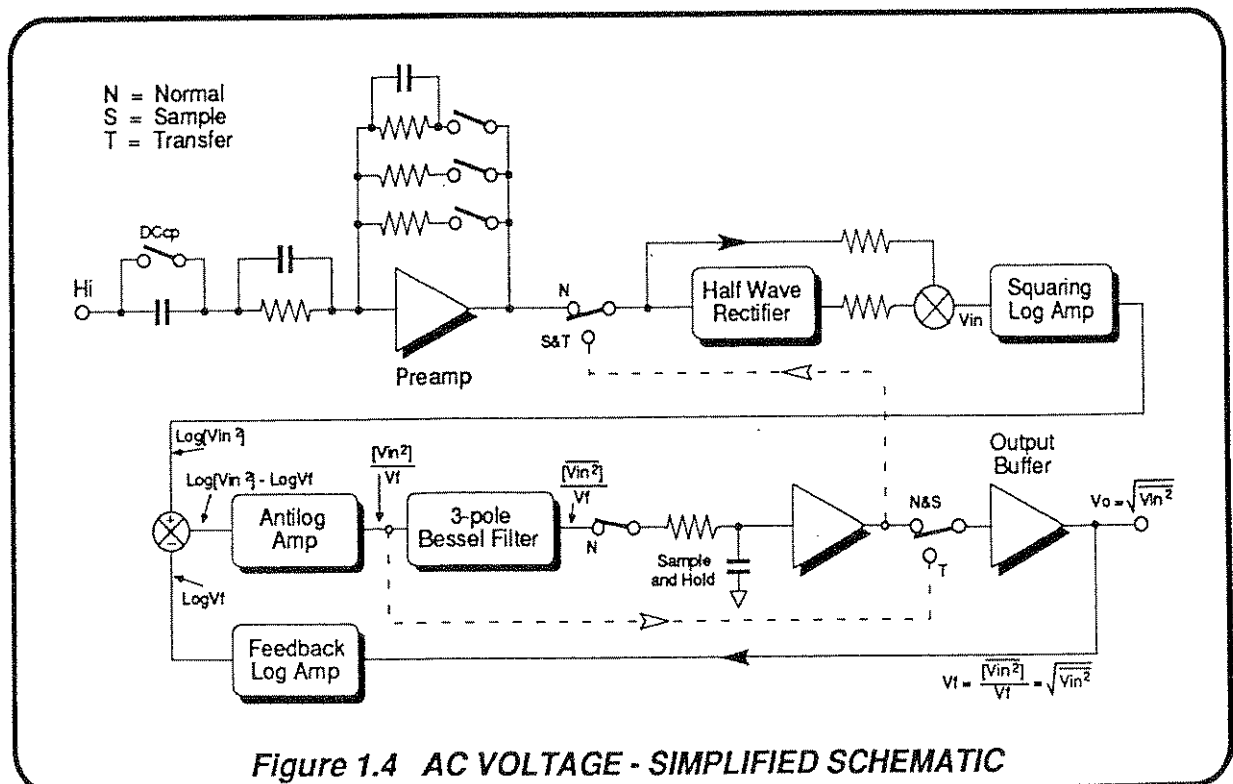 N = Normal
S = Sample
T = Transfer
DCcp
Hi
Preamp
N
S&T
Half Wave
Rectifier
Vin
Squaring
Log Amp
Log[Vin²]
Log[Vin²] - LogVf
LogVf
Antilog
Amp
[Vin²]
Vf
3-pole
Bessel Filter
[Vin²]
Vf
N
Sample
and Hold
N&S
T
Output
Buffer
Vo = √Vin²
Feedback
Log Amp
Vf = [Vin²] / Vf = √Vin²
Figure 1.4 AC VOLTAGE - SIMPLIFIED SCHEMATIC